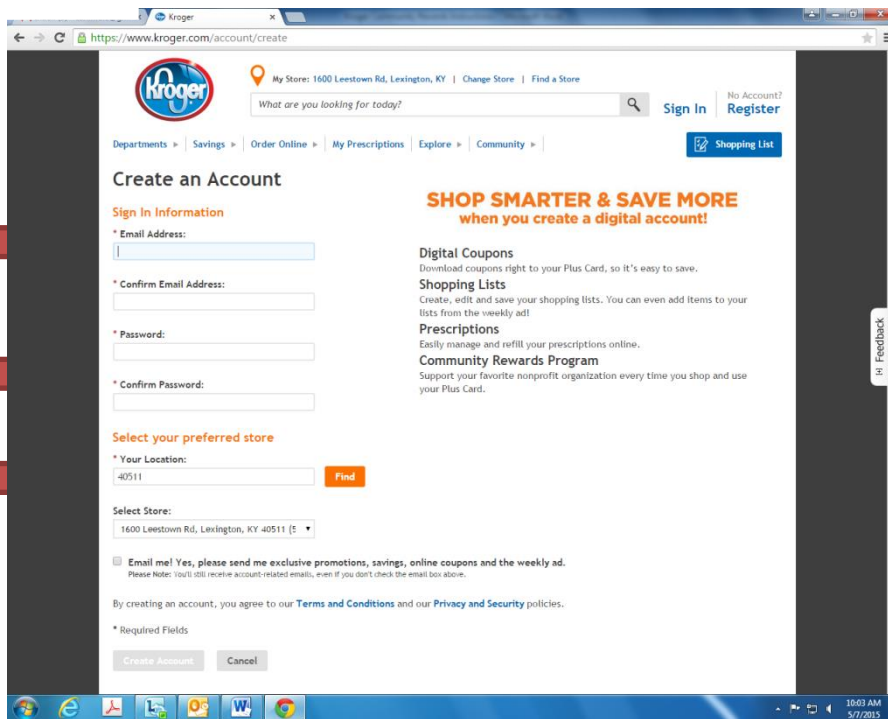 Kroger
https://www.kroger.com/account/create
Kroger
My Store: 1600 Leestown Rd, Lexington, KY | Change Store | Find a Store
What are you looking for today?
Sign In
No Account?
Register
Departments Savings Order Online My Prescriptions Explore Community
Shopping List
Create an Account
Sign In Information
* Email Address:
* Confirm Email Address:
* Password:
* Confirm Password:
SHOP SMARTER & SAVE MORE
when you create a digital account!
Digital Coupons
Download coupons right to your Plus Card, so it's easy to save.
Shopping Lists
Create, edit and save your shopping lists. You can even add items to your
lists from the weekly ad!
Prescriptions
Easily manage and refill your prescriptions online.
Community Rewards Program
Support your favorite nonprofit organization every time you shop and use
your Plus Card.
[+] Feedback
Select your preferred store
* Your Location:
40511
Find
Select Store:
1600 Leestown Rd, Lexington, KY 40511 (5
Email me! Yes, please send me exclusive promotions, savings, online coupons and the weekly ad.
Please Note: You'll still receive account-related emails, even if you don't check the email box above.
By creating an account, you agree to our Terms and Conditions and our Privacy and Security policies.
* Required Fields
Create Account
Cancel
10:03 AM
5/7/2015